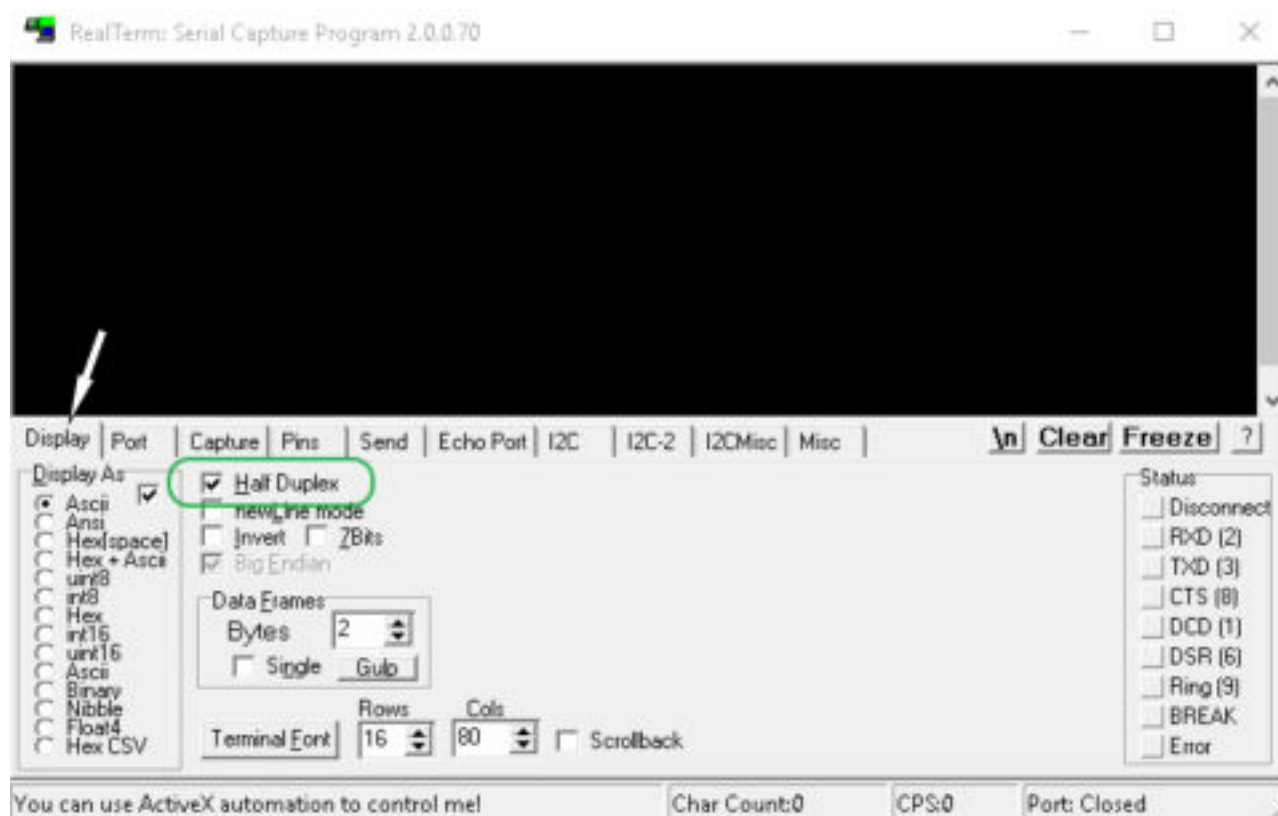 RealTerm: Serial Capture Program 2.0.0.70
Display Port Capture Pins Send Echo Port I2C I2C-2 I2CMisc Misc \n Clear Freeze ?
Display As
Ascii
Ansi
Hex[space]
Hex + Ascii
uint8
int8
Hex
int16
uint16
Ascii
Binary
Nibble
Float4
Hex CSV
Half Duplex
newLine mode
Invert 7Bits
Big Endian
Data Frames
Bytes 2
Single Gulp
Rows Cols
Terminal Font 16 80 Scrollback
Status
Disconnect
RXD (2)
TXD (3)
CTS (8)
DCD (1)
DSR (6)
Ring (9)
BREAK
Error
You can use ActiveX automation to control me! Char Count:0 CPS:0 Port: Closed